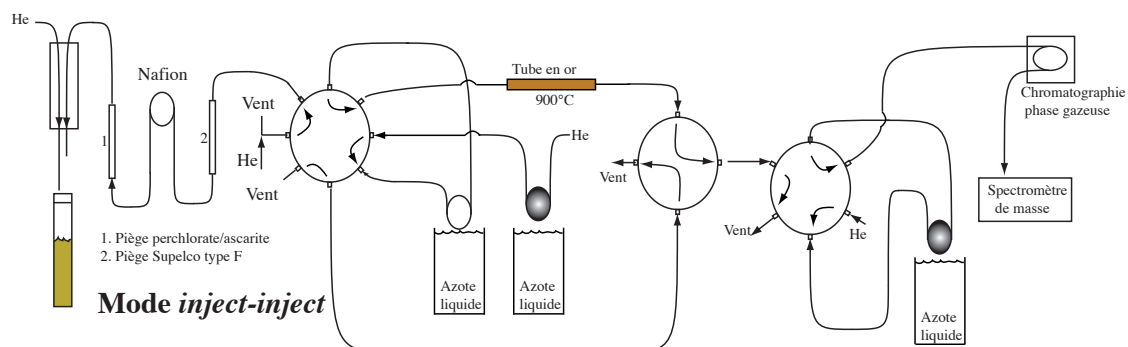 He
Nafion
1
2
Vent
He
Vent
Tube en or
900°C
He
Vent
Vent
He
Chromatographie
phase gazeuse
Spectromètre
de masse
1. Piège perchlorate/ascarite
2. Piège Supelco type F
Mode inject-inject
Azote
liquide
Azote
liquide
Azote
liquide